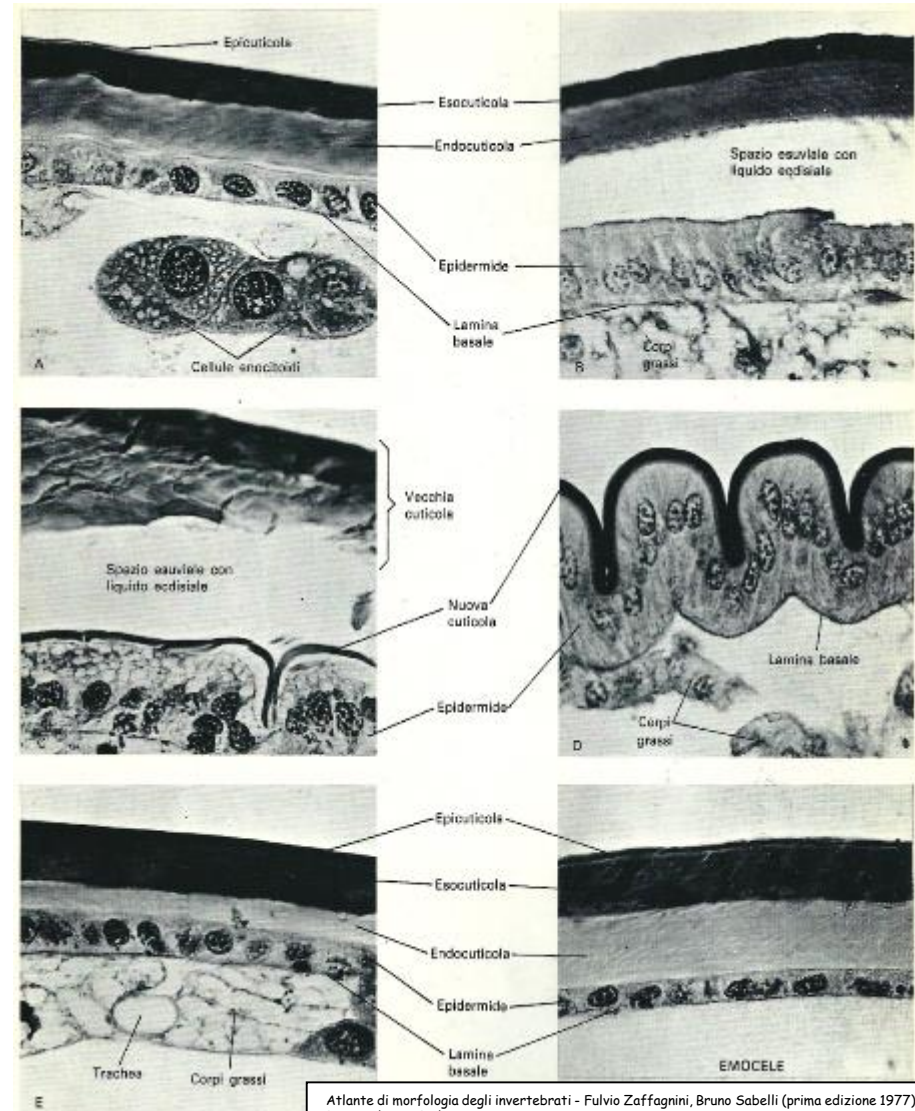 Epicuticola
Esocuticola
Endocuticola
Spazio esuviale con
liquido eqdisiale
Epidermide
Lamina
basale
Cellule enocitoidi
A
Corpi
grassi
B
Vecchia
cuticola
Spazio esuviale con
liquido ecdisiale
Nuova
cuticola
Lamina basale
Epidermide
Corpi
grassi
C
D
Epicuticola
Esocuticola
Endocuticola
Epidermide
Trachea
Corpi grassi
Lamina
basale
EMOCELE
E
Atlante di morfologia degli invertebrati - Fulvio Zaffagnini, Bruno Sabelli (prima edizione 1977)